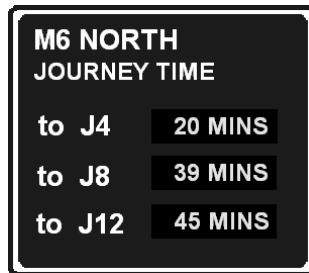 M6 NORTH
JOURNEY TIME
to J4 20 MINS
to J8 39 MINS
to J12 45 MINS